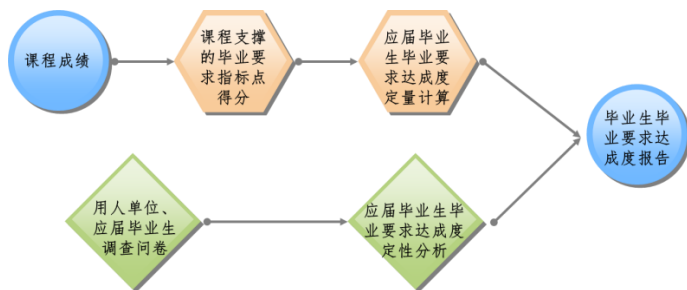 课程成绩
课程支撑
的毕业要
求指标点
得分
应届毕业
生毕业要
求达成度
定量计算
毕业生毕
业要求达
成度报告
用人单位、
应届毕业生
调查问卷
应届毕业生毕
业要求达成度
定性分析